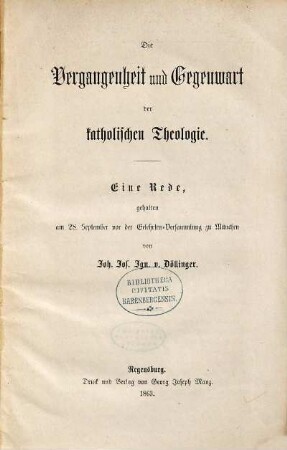 Die
Vergangenheit und Gegenwart
der
katholischen Theologie.
Eine Rede,
gehalten
am 28. September vor der Gelehrten-Versammlung zu München
von
Joh. Jos. Ign. v. Döllinger.
BIBLIOTHECA
CIVITATIS
BABENBERGENSIS.
Regensburg.
Druck und Verlag von Georg Joseph Manz.
1863.